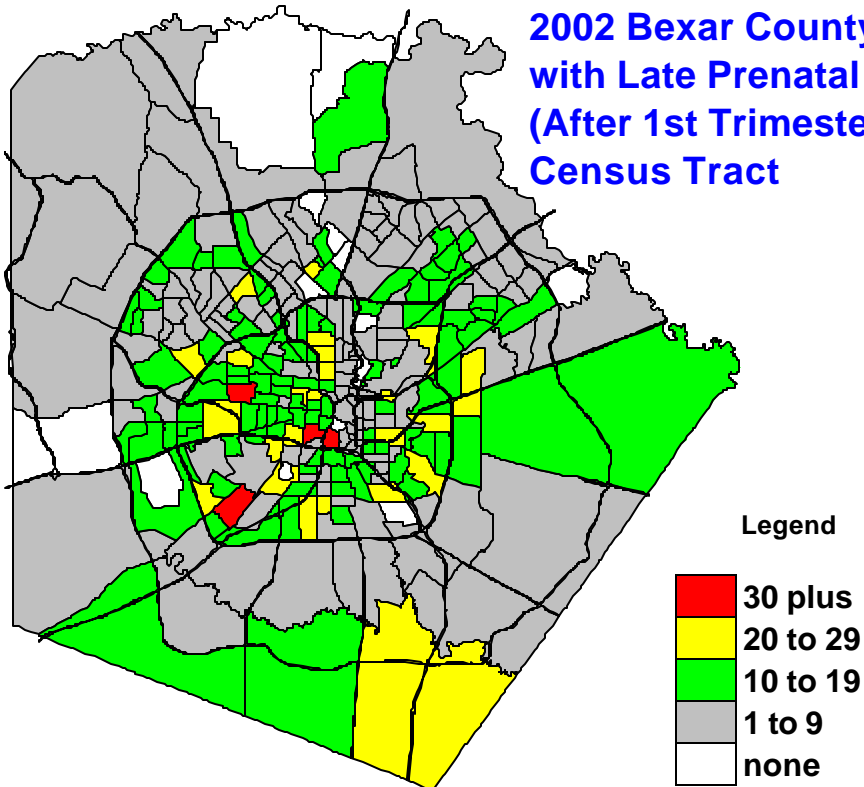 2002 Bexar County
with Late Prenatal
(After 1st Trimeste
Census Tract
Legend
30 plus
20 to 29
10 to 19
1 to 9
none